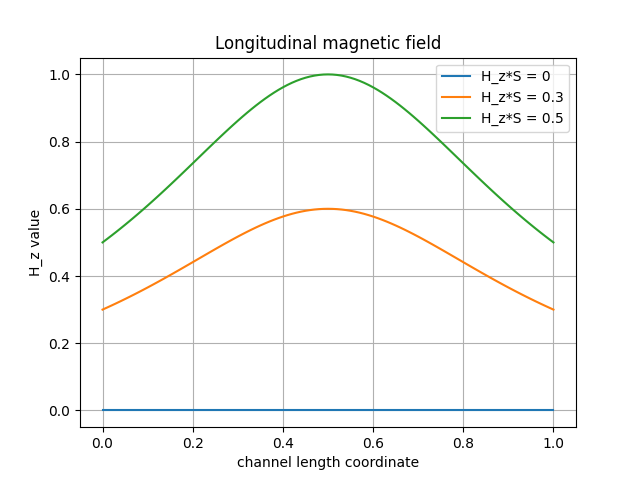 Longitudinal magnetic field
H_z value
1.0
0.8
0.6
0.4
0.2
0.0
H_z*S = 0
H_z*S = 0.3
H_z*S = 0.5
0.0 0.2 0.4 0.6 0.8 1.0
channel length coordinate